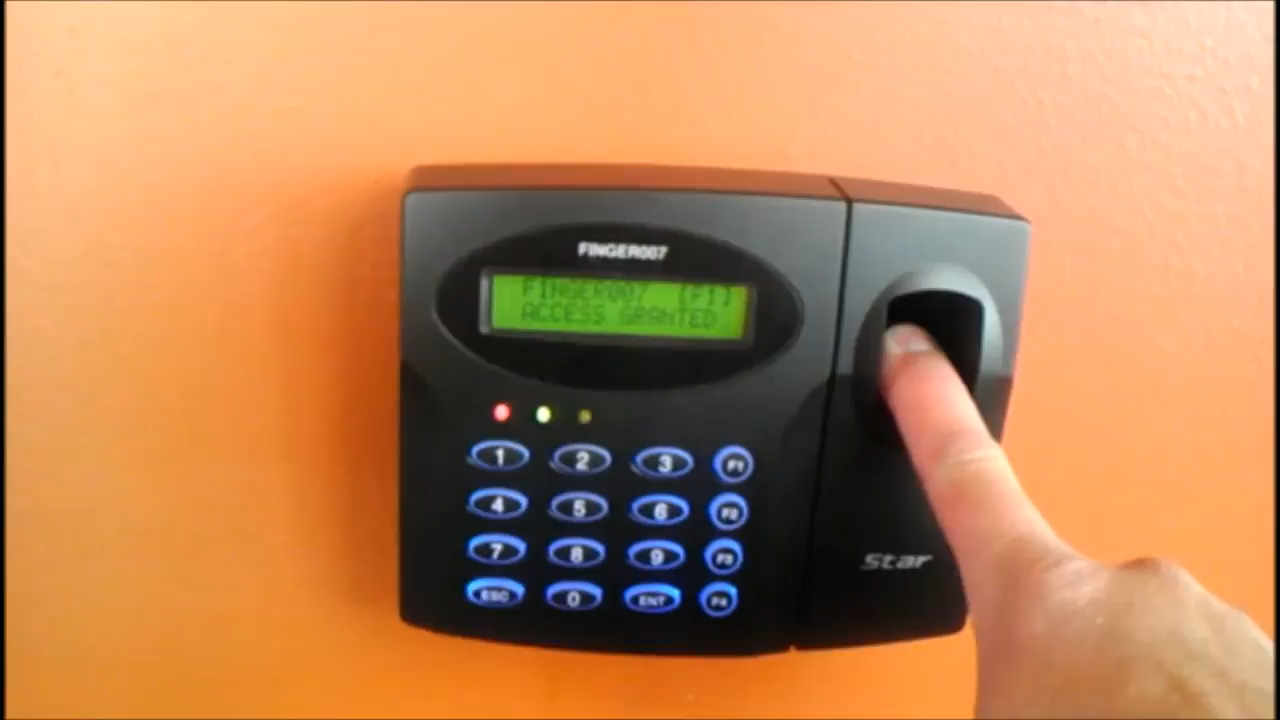 FINGER007
FINGER007 [F1]
ACCESS GRANTED
1 2 3 F1
4 5 6 F2
7 8 9 F3
ESC 0 ENT F4
Star